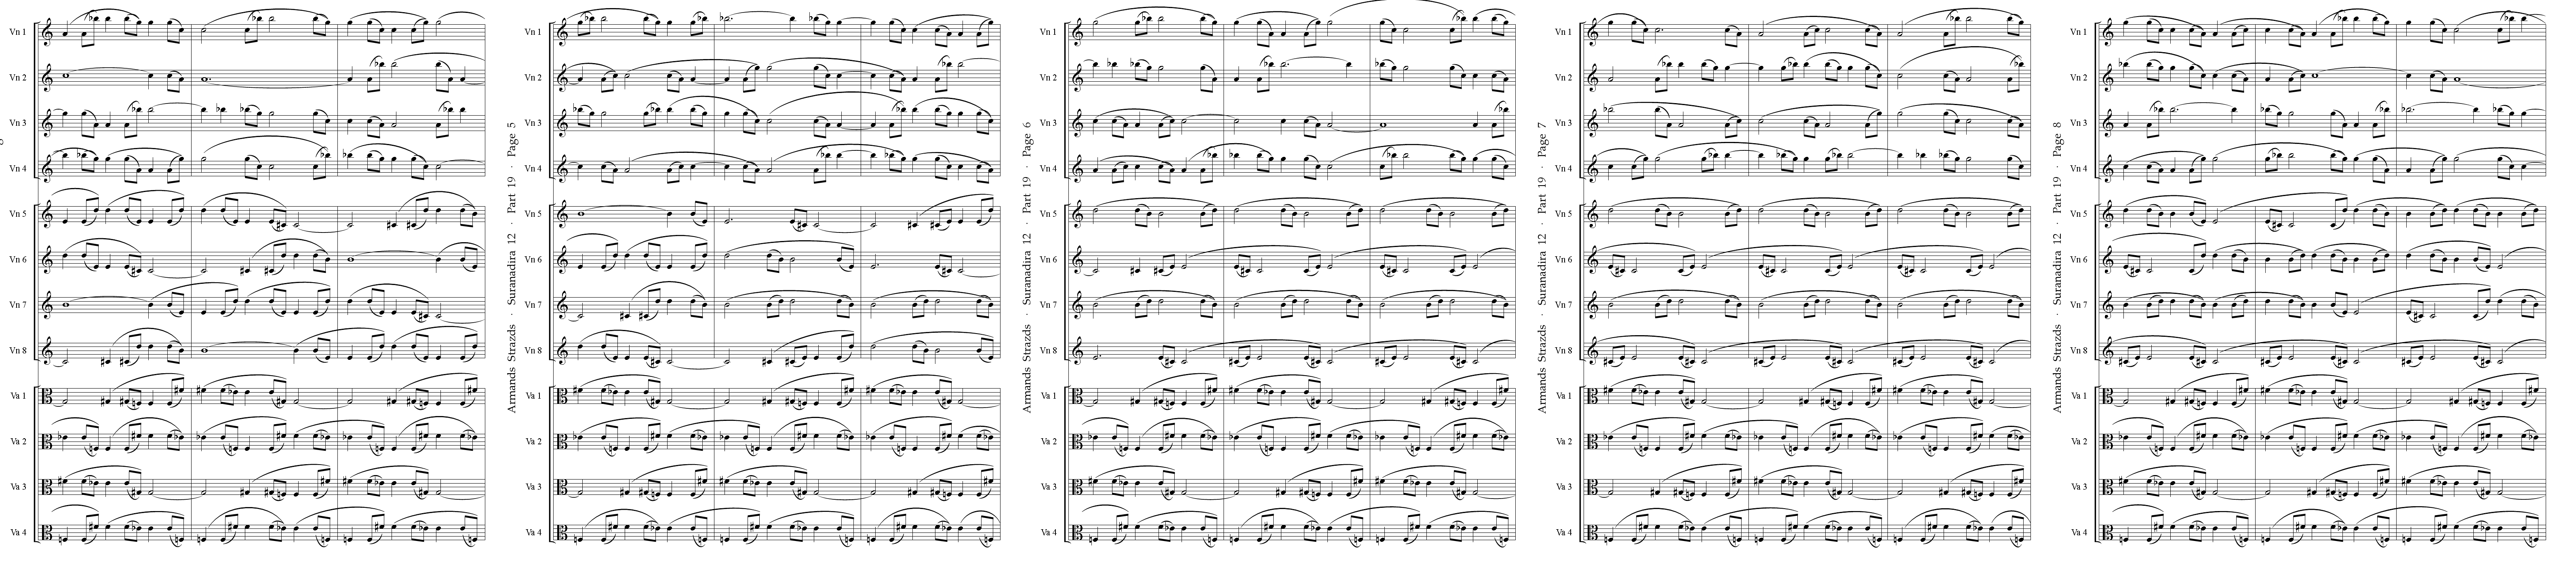 Vn 1
Vn 2
Vn 3
Vn 4
Vn 5
Vn 6
Vn 7
Vn 8
Va 1
Va 2
Va 3
Va 4
Armands Strazds · Suranadira 12 · Part 19 · Page 5
Vn 1
Vn 2
Vn 3
Vn 4
Vn 5
Vn 6
Vn 7
Vn 8
Va 1
Va 2
Va 3
Va 4
Armands Strazds · Suranadira 12 · Part 19 · Page 6
Vn 1
Vn 2
Vn 3
Vn 4
Vn 5
Vn 6
Vn 7
Vn 8
Va 1
Va 2
Va 3
Va 4
Armands Strazds · Suranadira 12 · Part 19 · Page 7
Vn 1
Vn 2
Vn 3
Vn 4
Vn 5
Vn 6
Vn 7
Vn 8
Va 1
Va 2
Va 3
Va 4
Armands Strazds · Suranadira 12 · Part 19 · Page 8
Vn 1
Vn 2
Vn 3
Vn 4
Vn 5
Vn 6
Vn 7
Vn 8
Va 1
Va 2
Va 3
Va 4